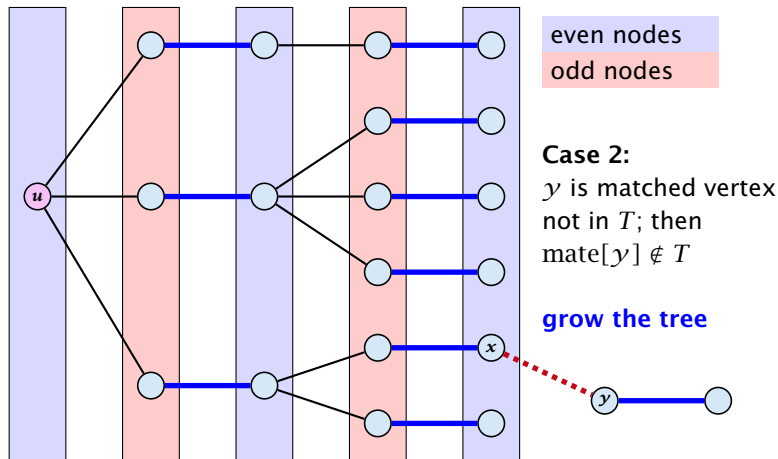 even nodes
odd nodes
u
Case 2:
y is matched vertex
not in T; then
mate[y] ∉ T
grow the tree
x
y